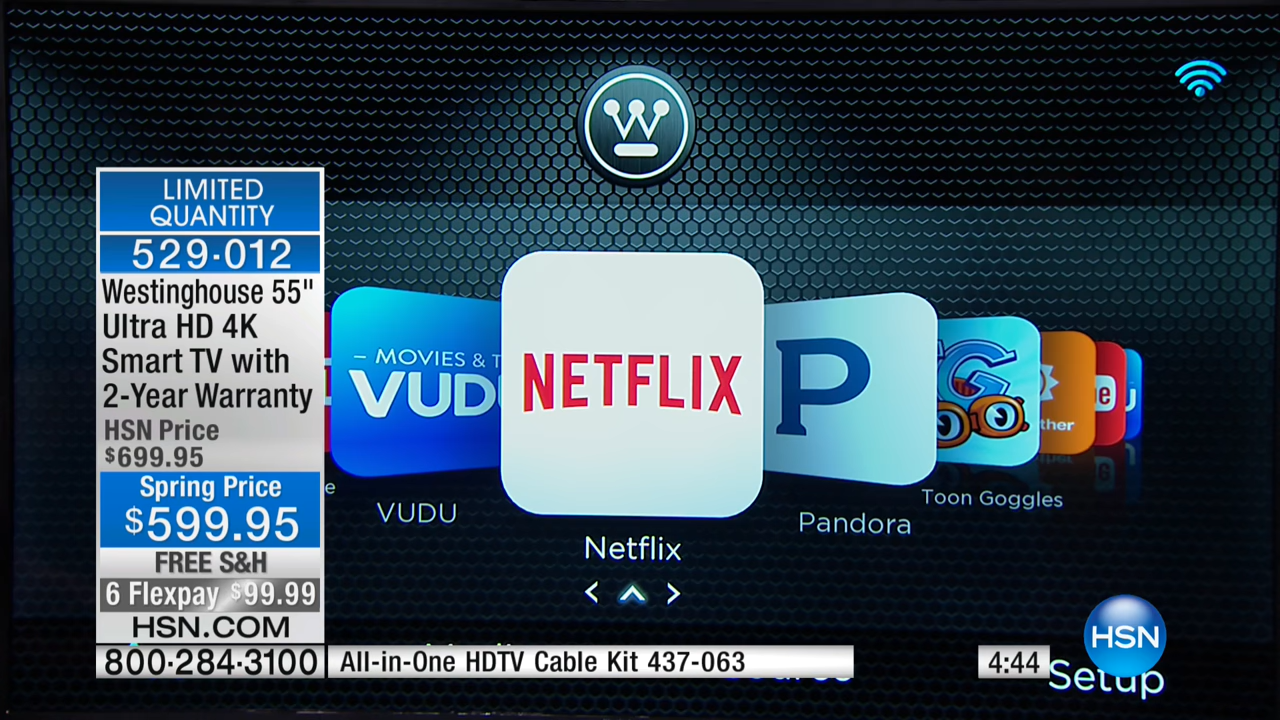 LIMITED
QUANTITY
529·012
Westinghouse 55"
Ultra HD 4K
Smart TV with
2-Year Warranty
HSN Price
$699.95
Spring Price
$599.95
FREE S&H
6 Flexpay $99.99
HSN.COM
800·284·3100
All-in-One HDTV Cable Kit 437-063
4:44
HSN
W
MOVIES & T
VUDU
NETFLIX
P
TG
ther
e
u
e
VUDU
Netflix
Pandora
Toon Goggles
Setup